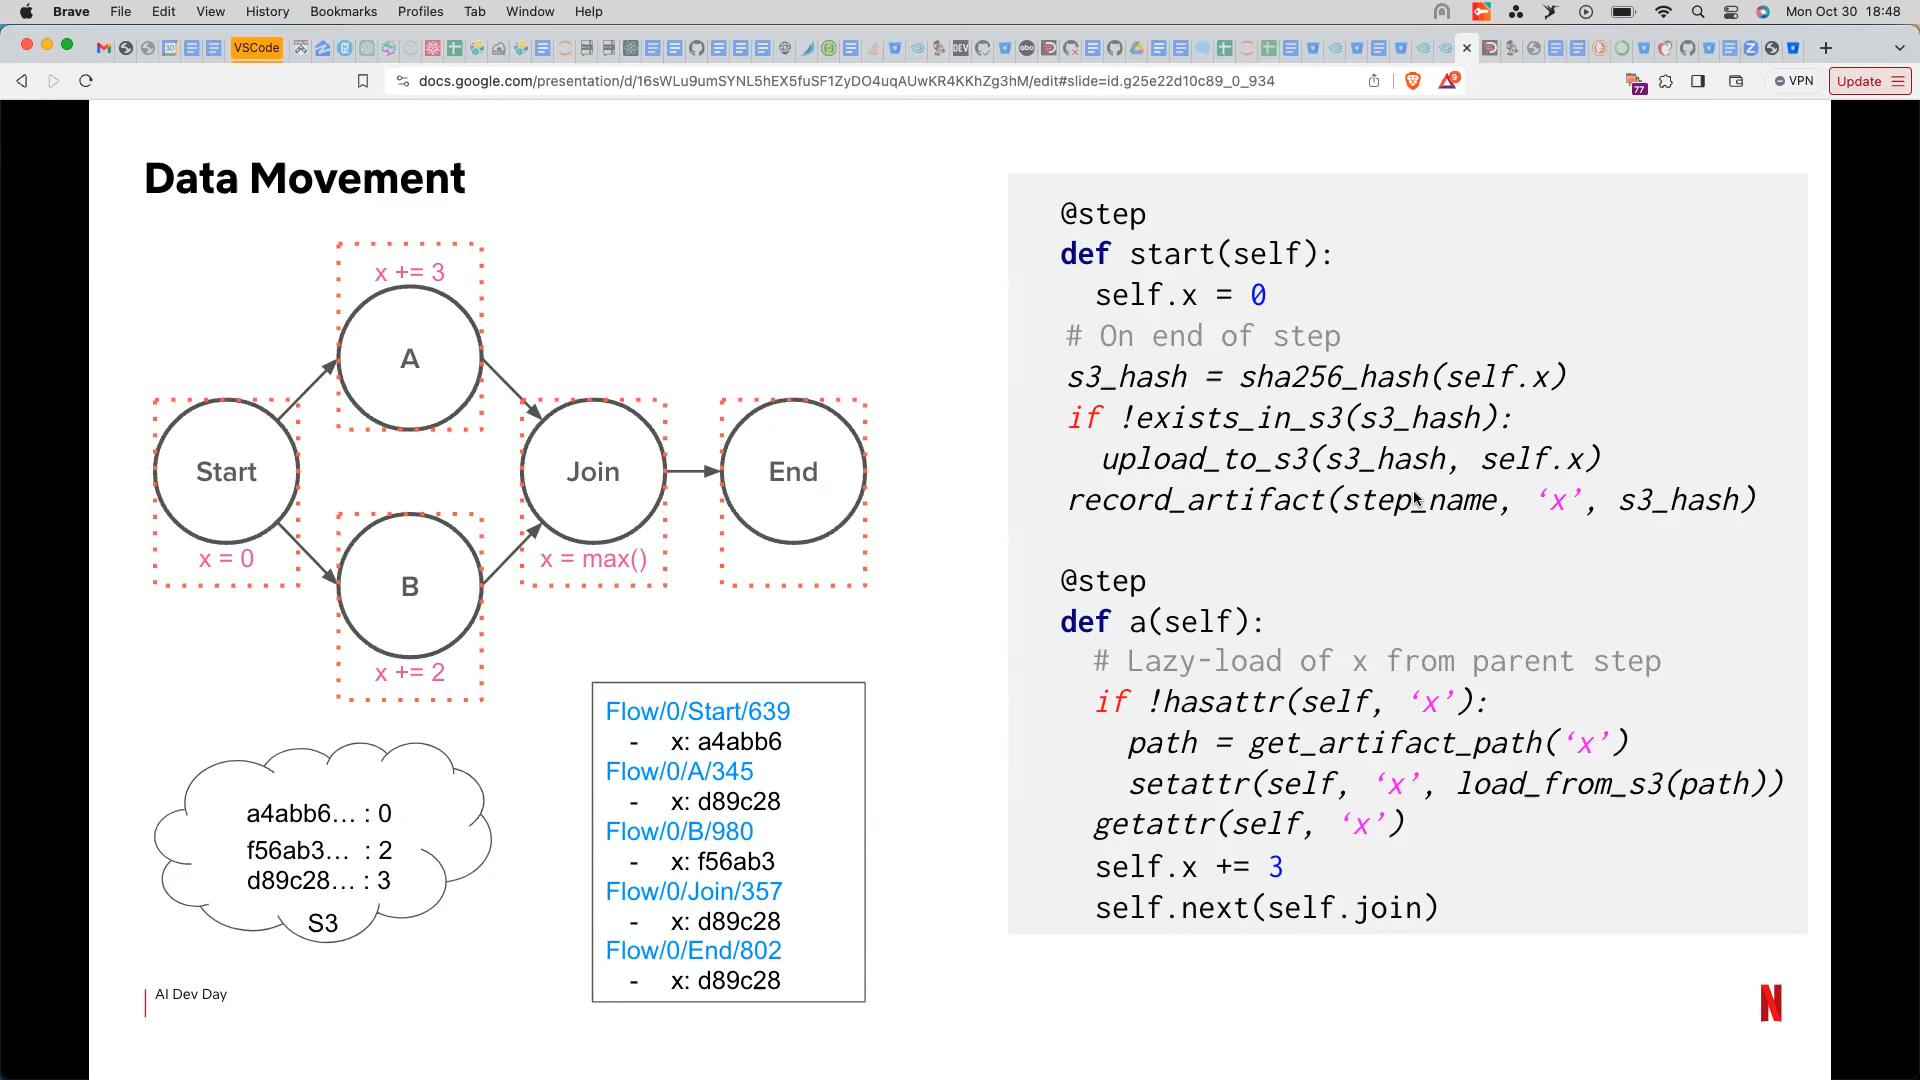 Brave File Edit View History Bookmarks Profiles Tab Window Help Mon Oct 30 18:48
VSCode
docs.google.com/presentation/d/16sWLu9umSYNL5hEX5fuSF1ZyDO4uqAUwKR4KKhZg3hM/edit#slide=id.g25e22d10c89_0_934
9
77
VPN
Update
Data Movement
x += 3
A
Start
x = 0
B
x += 2
Join
x = max()
End
a4abb6... : 0
f56ab3... : 2
d89c28... : 3
S3
Flow/0/Start/639
- x: a4abb6
Flow/0/A/345
- x: d89c28
Flow/0/B/980
- x: f56ab3
Flow/0/Join/357
- x: d89c28
Flow/0/End/802
- x: d89c28
@step
def start(self):
self.x = 0
# On end of step
s3_hash = sha256_hash(self.x)
if !exists_in_s3(s3_hash):
upload_to_s3(s3_hash, self.x)
record_artifact(step_name, ‘x’, s3_hash)
@step
def a(self):
# Lazy-load of x from parent step
if !hasattr(self, ‘x’):
path = get_artifact_path(‘x’)
setattr(self, ‘x’, load_from_s3(path))
getattr(self, ‘x’)
self.x += 3
self.next(self.join)
AI Dev Day
N